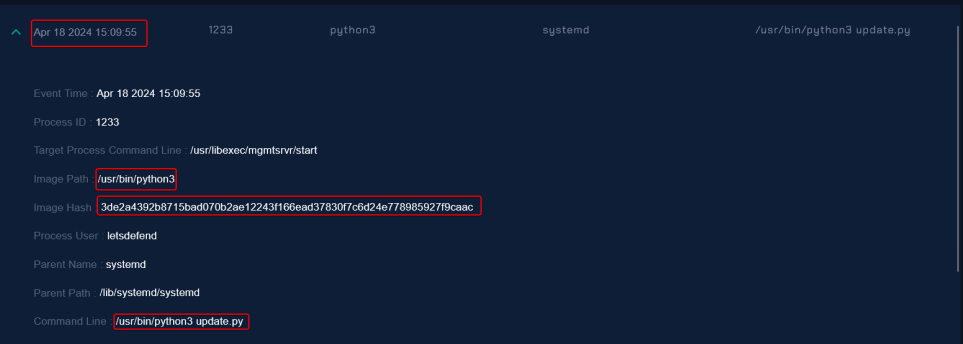 Apr 18 2024 15:09:55 1233 python3 systemd /usr/bin/python3 update.py
Event Time : Apr 18 2024 15:09:55
Process ID : 1233
Target Process Command Line : /usr/libexec/mgmtsrvr/start
Image Path : /usr/bin/python3
Image Hash : 3de2a4392b8715bad070b2ae12243f166ead37830f7c6d24e778985927f9caac
Process User : letsdefend
Parent Name : systemd
Parent Path : /lib/systemd/systemd
Command Line : /usr/bin/python3 update.py